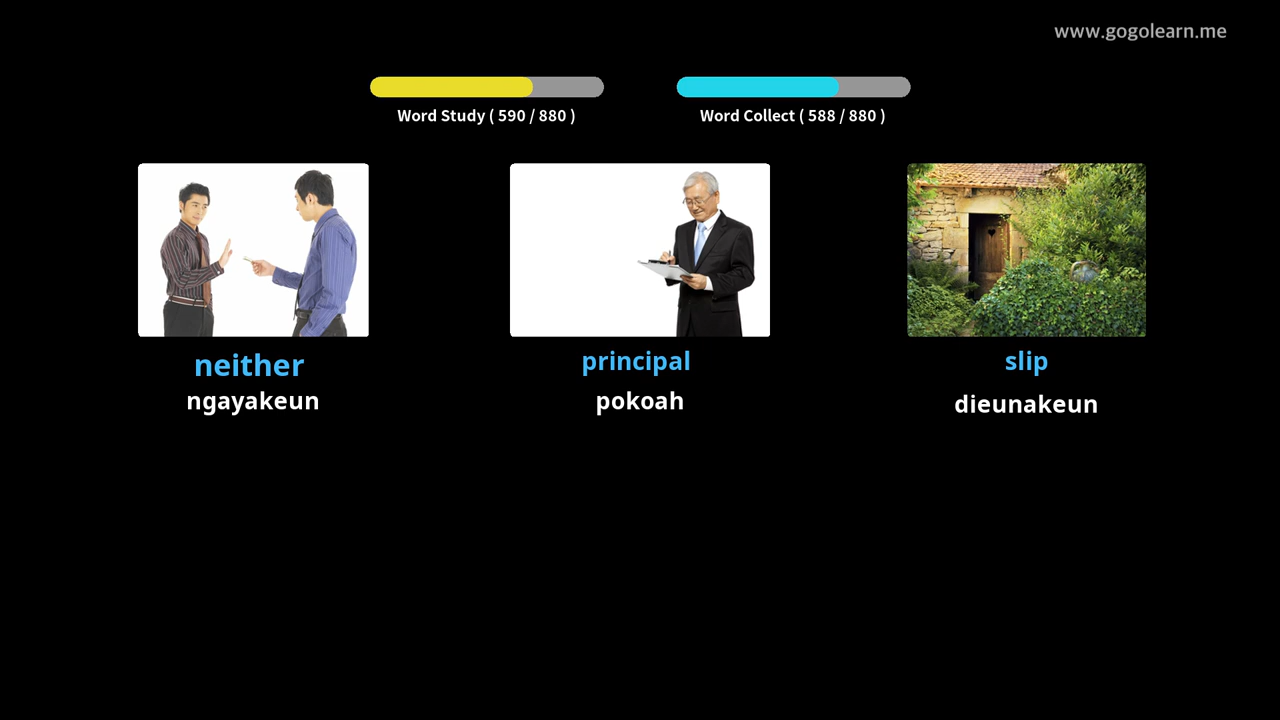 www.gogolearn.me
Word Study ( 590 / 880 )
Word Collect ( 588 / 880 )
neither
ngayakeun
principal
pokoah
slip
dieunakeun